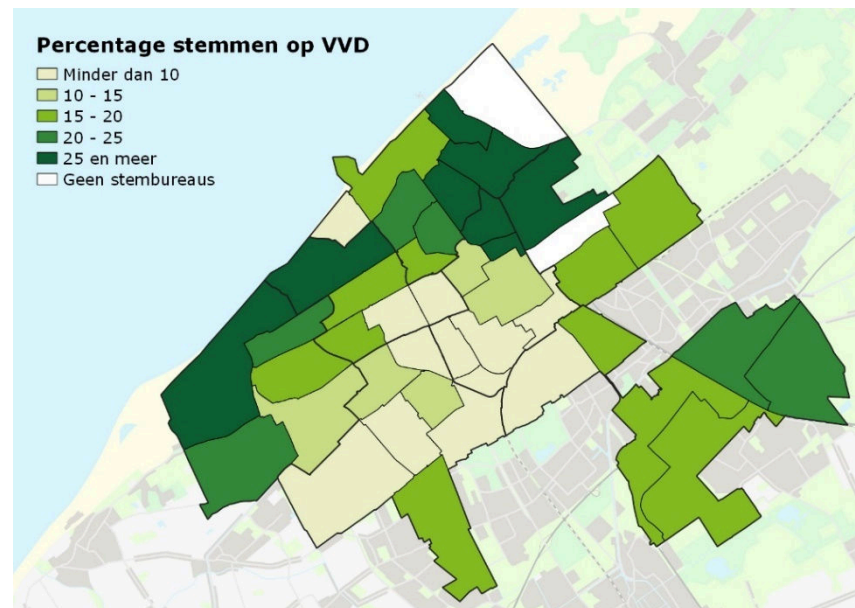 Percentage stemmen op VVD
Minder dan 10
10 - 15
15 - 20
20 - 25
25 en meer
Geen stembureaus